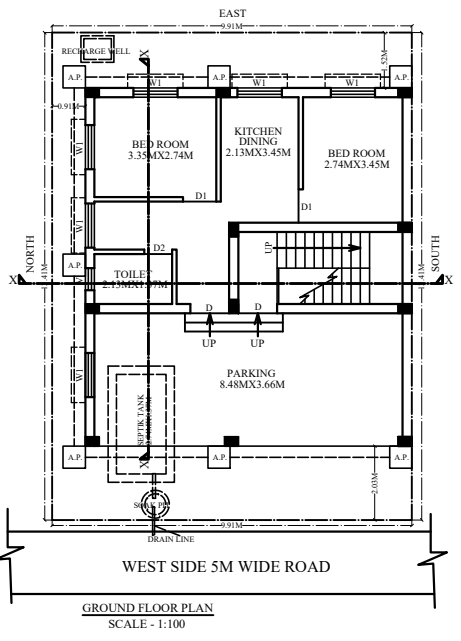 EAST
9.91M
RECHARGE WELL
X
A.P.
A.P.
A.P.
1.52M
W1
W1
W1
0.91M
W1
BED ROOM
3.35MX2.74M
KITCHEN
DINING
2.13MX3.45M
BED ROOM
2.74MX3.45M
D1
D1
W1
D2
UP
NORTH
SOUTH
A.P.
X
X
TOILET
D
D
UP
UP
W1
PARKING
8.48MX3.66M
SEPTIK TANK
X
A.P.
A.P.
A.P.
2.03M
9.91M
DRAIN LINE
WEST SIDE 5M WIDE ROAD
GROUND FLOOR PLAN
SCALE - 1:100